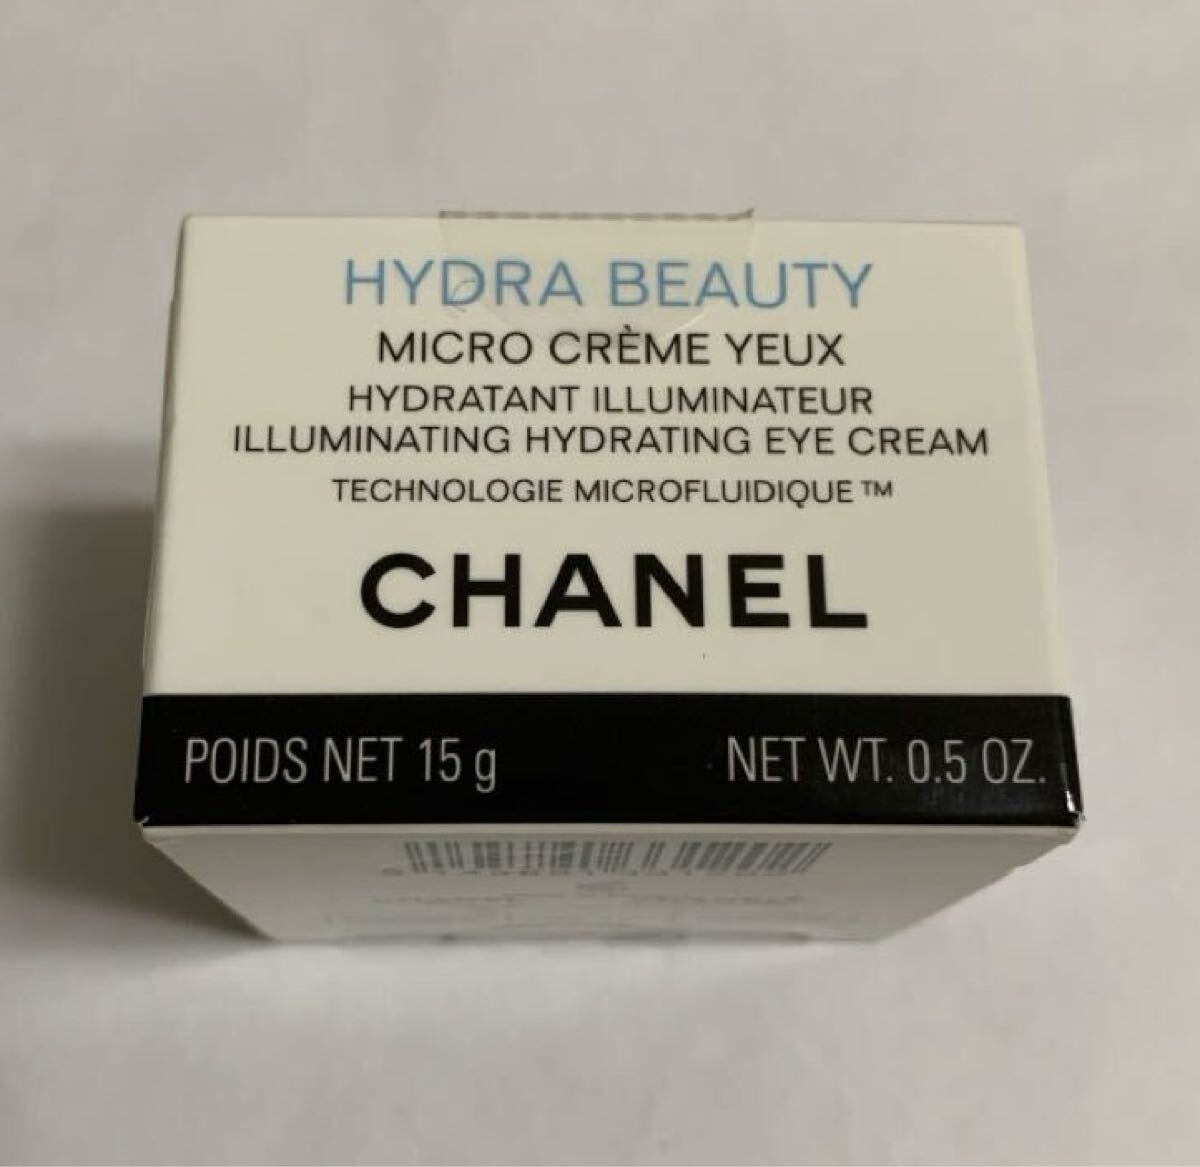 HYDRA BEAUTY
MICRO CRÈME YEUX
HYDRATANT ILLUMINATEUR
ILLUMINATING HYDRATING EYE CREAM
TECHNOLOGIE MICROFLUIDIQUE™
CHANEL
POIDS NET 15 g
NET WT. 0.5 OZ.